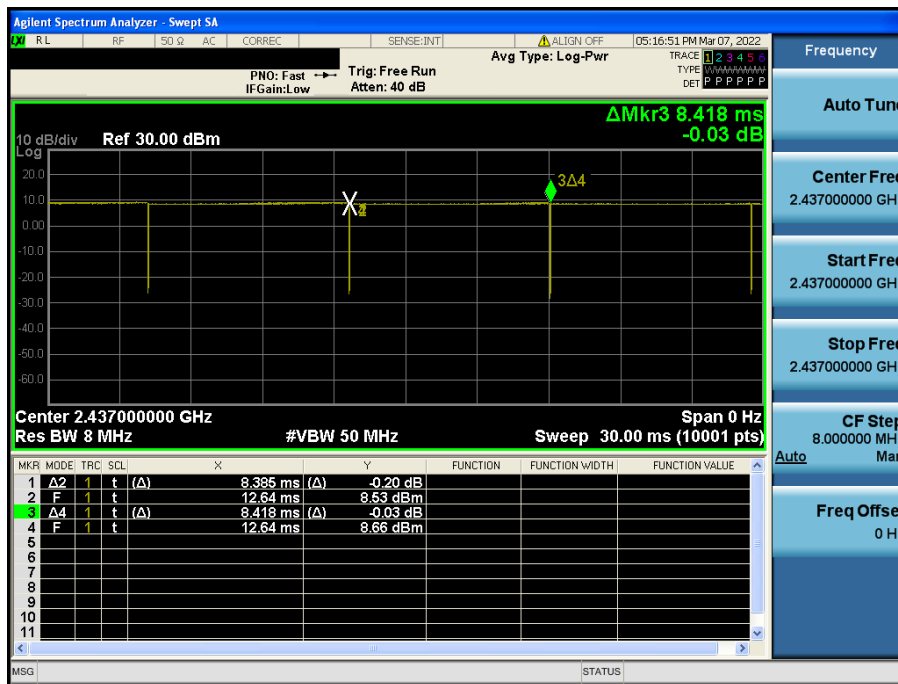 Agilent Spectrum Analyzer - Swept SA
LXI RL RF 50 Ω AC CORREC SENSE:INT ALIGN OFF 05:16:51 PM Mar 07, 2022
Frequency
Avg Type: Log-Pwr
TRACE 1 2 3 4 5 6
TYPE WWWWWW
DET P P P P P P
PNO: Fast
IFGain:Low
Trig: Free Run
Atten: 40 dB
Auto Tune
ΔMkr3 8.418 ms
-0.03 dB
10 dB/div Ref 30.00 dBm
Log
20.0
10.0
0.00
-10.0
-20.0
-30.0
-40.0
-50.0
-60.0
3Δ4
Center Fre
2.437000000 GH
Start Fre
2.437000000 GH
Stop Fre
2.437000000 GH
Center 2.437000000 GHz Span 0 Hz
Res BW 8 MHz #VBW 50 MHz Sweep 30.00 ms (10001 pts)
CF Step
8.000000 MH
Auto Man
MKR MODE TRC SCL X Y FUNCTION FUNCTION WIDTH FUNCTION VALUE
1 Δ2 1 t (Δ) 8.385 ms (Δ) -0.20 dB
2 F 1 t 12.64 ms 8.53 dBm
3 Δ4 1 t (Δ) 8.418 ms (Δ) -0.03 dB
4 F 1 t 12.64 ms 8.66 dBm
5
6
7
8
9
10
11
Freq Offse
0 H
MSG STATUS